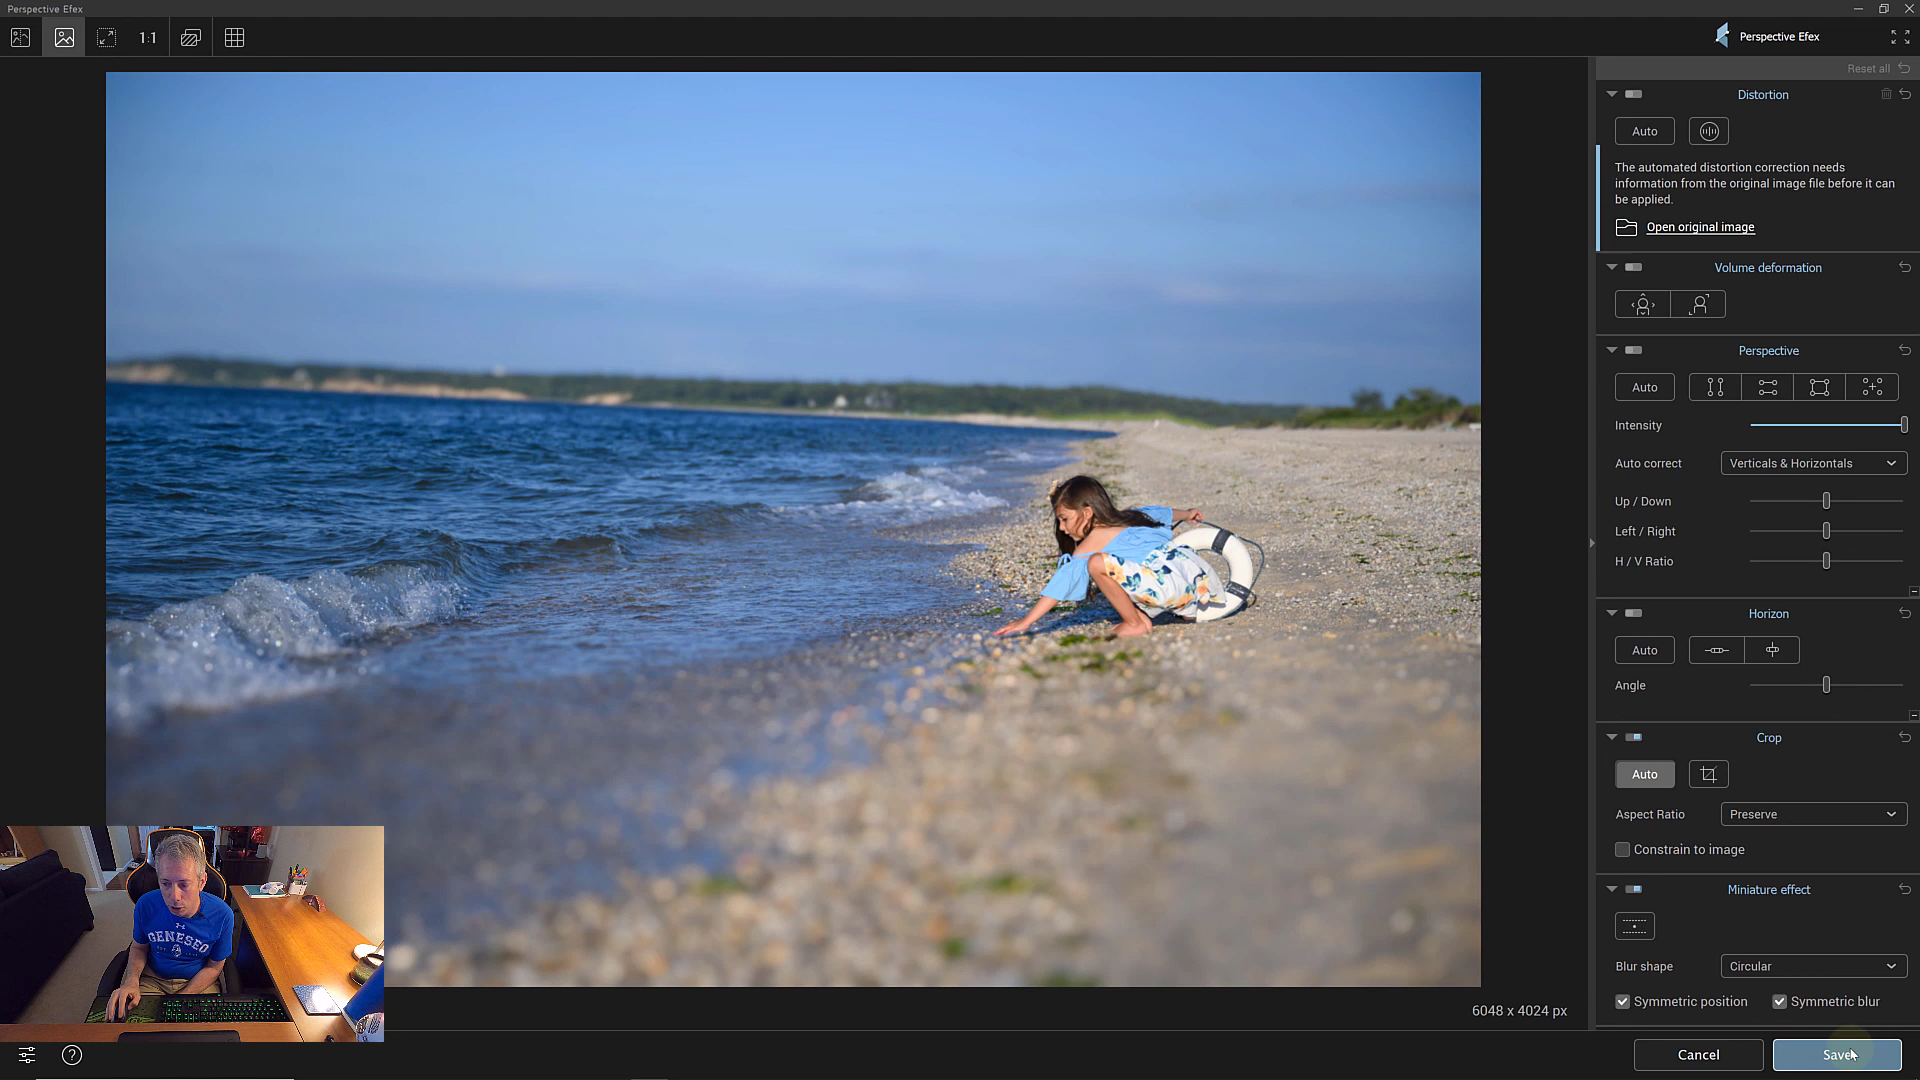 Perspective Efex
1:1
Perspective Efex
Reset all
Distortion
Auto
The automated distortion correction needs
information from the original image file before it can
be applied.
Open original image
Volume deformation
Perspective
Auto
Intensity
Auto correct
Verticals & Horizontals
Up / Down
Left / Right
H / V Ratio
Horizon
Auto
Angle
Crop
Auto
Aspect Ratio
Preserve
Constrain to image
Miniature effect
Blur shape
Circular
Symmetric position
Symmetric blur
6048 x 4024 px
GENESEO
Cancel
Save